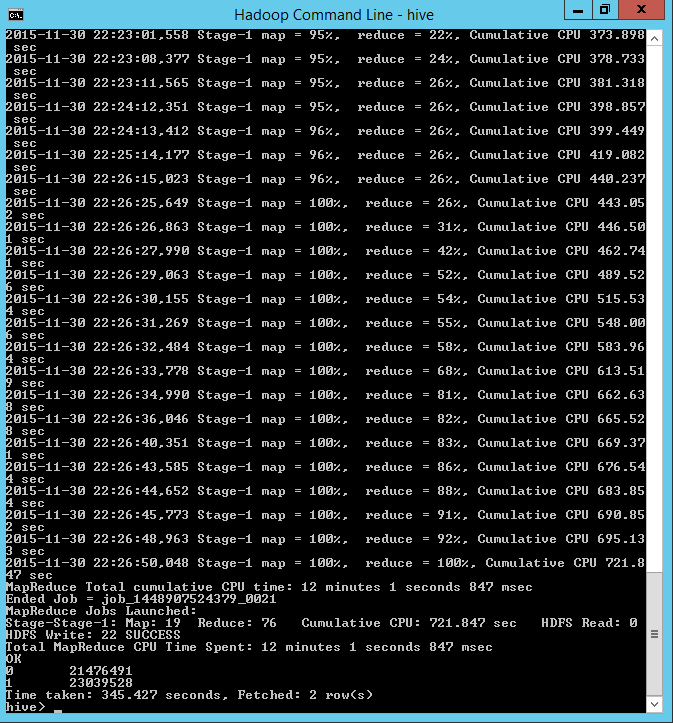 Hadoop Command Line - hive
2015-11-30 22:23:01,558 Stage-1 map = 95%,  reduce = 22%, Cumulative CPU 373.898
 sec
2015-11-30 22:23:08,377 Stage-1 map = 95%,  reduce = 24%, Cumulative CPU 378.733
 sec
2015-11-30 22:23:11,565 Stage-1 map = 95%,  reduce = 26%, Cumulative CPU 381.318
 sec
2015-11-30 22:24:12,351 Stage-1 map = 95%,  reduce = 26%, Cumulative CPU 398.857
 sec
2015-11-30 22:24:13,412 Stage-1 map = 96%,  reduce = 26%, Cumulative CPU 399.449
 sec
2015-11-30 22:25:14,177 Stage-1 map = 96%,  reduce = 26%, Cumulative CPU 419.082
 sec
2015-11-30 22:26:15,023 Stage-1 map = 96%,  reduce = 26%, Cumulative CPU 440.237
 sec
2015-11-30 22:26:25,649 Stage-1 map = 100%,  reduce = 26%, Cumulative CPU 443.05
2 sec
2015-11-30 22:26:26,863 Stage-1 map = 100%,  reduce = 31%, Cumulative CPU 446.50
1 sec
2015-11-30 22:26:27,990 Stage-1 map = 100%,  reduce = 42%, Cumulative CPU 462.74
1 sec
2015-11-30 22:26:29,063 Stage-1 map = 100%,  reduce = 52%, Cumulative CPU 489.52
6 sec
2015-11-30 22:26:30,155 Stage-1 map = 100%,  reduce = 54%, Cumulative CPU 515.53
4 sec
2015-11-30 22:26:31,269 Stage-1 map = 100%,  reduce = 55%, Cumulative CPU 548.00
6 sec
2015-11-30 22:26:32,484 Stage-1 map = 100%,  reduce = 58%, Cumulative CPU 583.96
4 sec
2015-11-30 22:26:33,778 Stage-1 map = 100%,  reduce = 68%, Cumulative CPU 613.51
9 sec
2015-11-30 22:26:34,990 Stage-1 map = 100%,  reduce = 81%, Cumulative CPU 662.63
8 sec
2015-11-30 22:26:36,046 Stage-1 map = 100%,  reduce = 82%, Cumulative CPU 665.52
8 sec
2015-11-30 22:26:40,351 Stage-1 map = 100%,  reduce = 83%, Cumulative CPU 669.37
1 sec
2015-11-30 22:26:43,585 Stage-1 map = 100%,  reduce = 86%, Cumulative CPU 676.54
4 sec
2015-11-30 22:26:44,652 Stage-1 map = 100%,  reduce = 88%, Cumulative CPU 683.85
4 sec
2015-11-30 22:26:45,773 Stage-1 map = 100%,  reduce = 91%, Cumulative CPU 690.85
2 sec
2015-11-30 22:26:48,963 Stage-1 map = 100%,  reduce = 92%, Cumulative CPU 695.13
3 sec
2015-11-30 22:26:50,048 Stage-1 map = 100%,  reduce = 100%, Cumulative CPU 721.8
47 sec
MapReduce Total cumulative CPU time: 12 minutes 1 seconds 847 msec
Ended Job = job_1448907524379_0021
MapReduce Jobs Launched:
Stage-Stage-1: Map: 19  Reduce: 76   Cumulative CPU: 721.847 sec   HDFS Read: 0
HDFS Write: 22 SUCCESS
Total MapReduce CPU Time Spent: 12 minutes 1 seconds 847 msec
OK
0       21476491
1       23039528
Time taken: 345.427 seconds, Fetched: 2 row(s)
hive> _